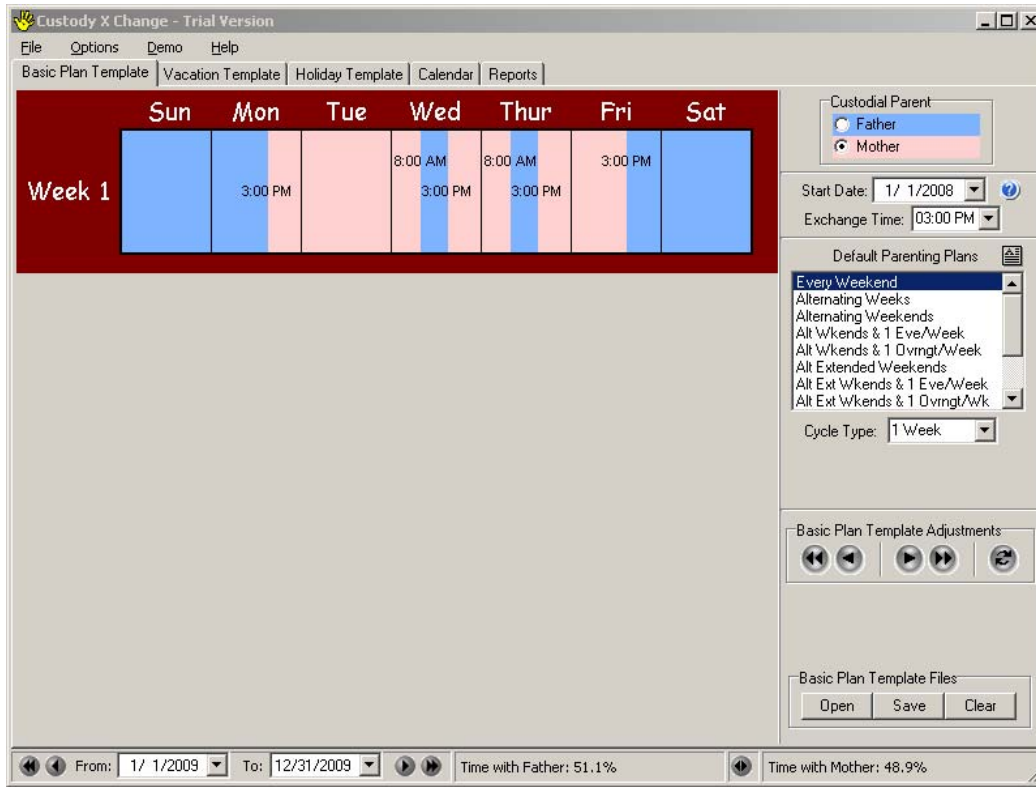 Custody X Change - Trial Version
File Options Demo Help
Basic Plan Template Vacation Template Holiday Template Calendar Reports
Sun Mon Tue Wed Thur Fri Sat
8:00 AM 8:00 AM 3:00 PM
Week 1 3:00 PM 3:00 PM 3:00 PM
Custodial Parent
Father
Mother
Start Date: 1/ 1/2008
Exchange Time: 03:00 PM
Default Parenting Plans
Every Weekend
Alternating Weeks
Alternating Weekends
Alt Wkends & 1 Eve/Week
Alt Wkends & 1 Ovrngt/Week
Alt Extended Weekends
Alt Ext Wkends & 1 Eve/Week
Alt Ext Wkends & 1 Ovrngt/Wk
Cycle Type: 1 Week
Basic Plan Template Adjustments
Basic Plan Template Files
Open Save Clear
From: 1/ 1/2009 To: 12/31/2009 Time with Father: 51.1% Time with Mother: 48.9%